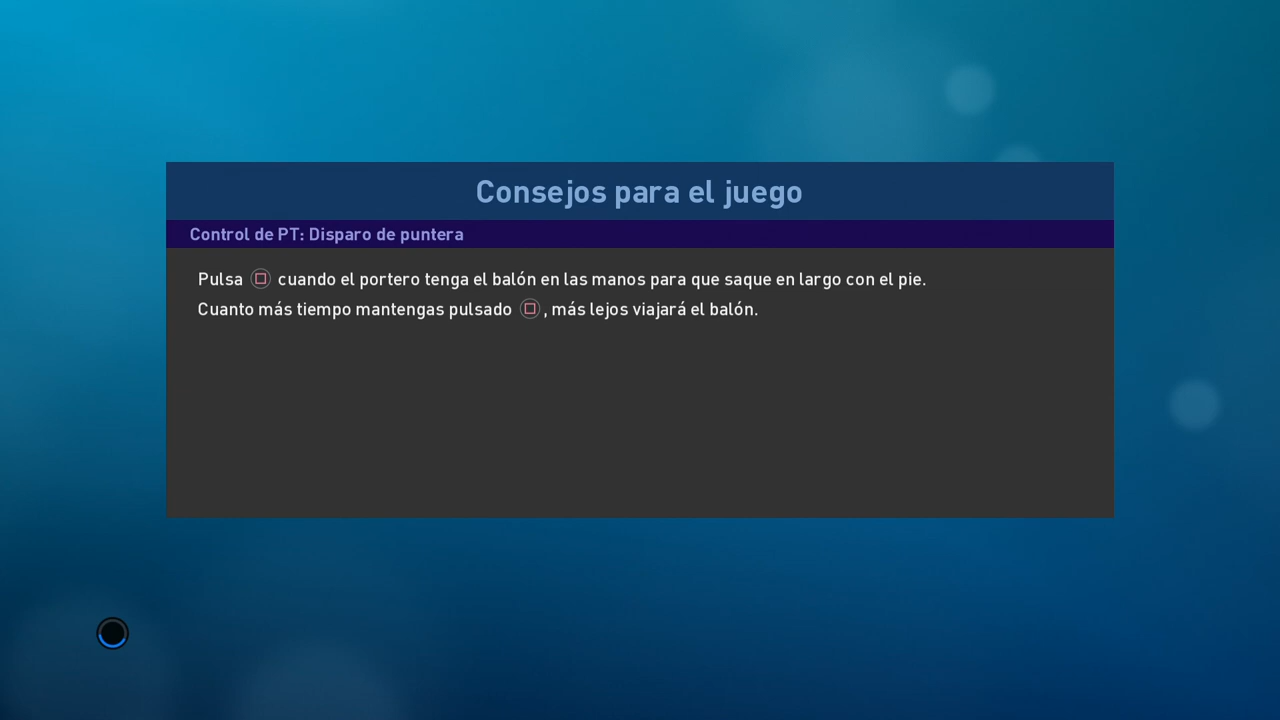 Consejos para el juego
Control de PT: Disparo de puntera
Pulsa □ cuando el portero tenga el balón en las manos para que saque en largo con el pie.
Cuanto más tiempo mantengas pulsado □, más lejos viajará el balón.